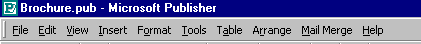 Brochure.pub - Microsoft Publisher
File Edit View Insert Format Tools Table Arrange Mail Merge Help